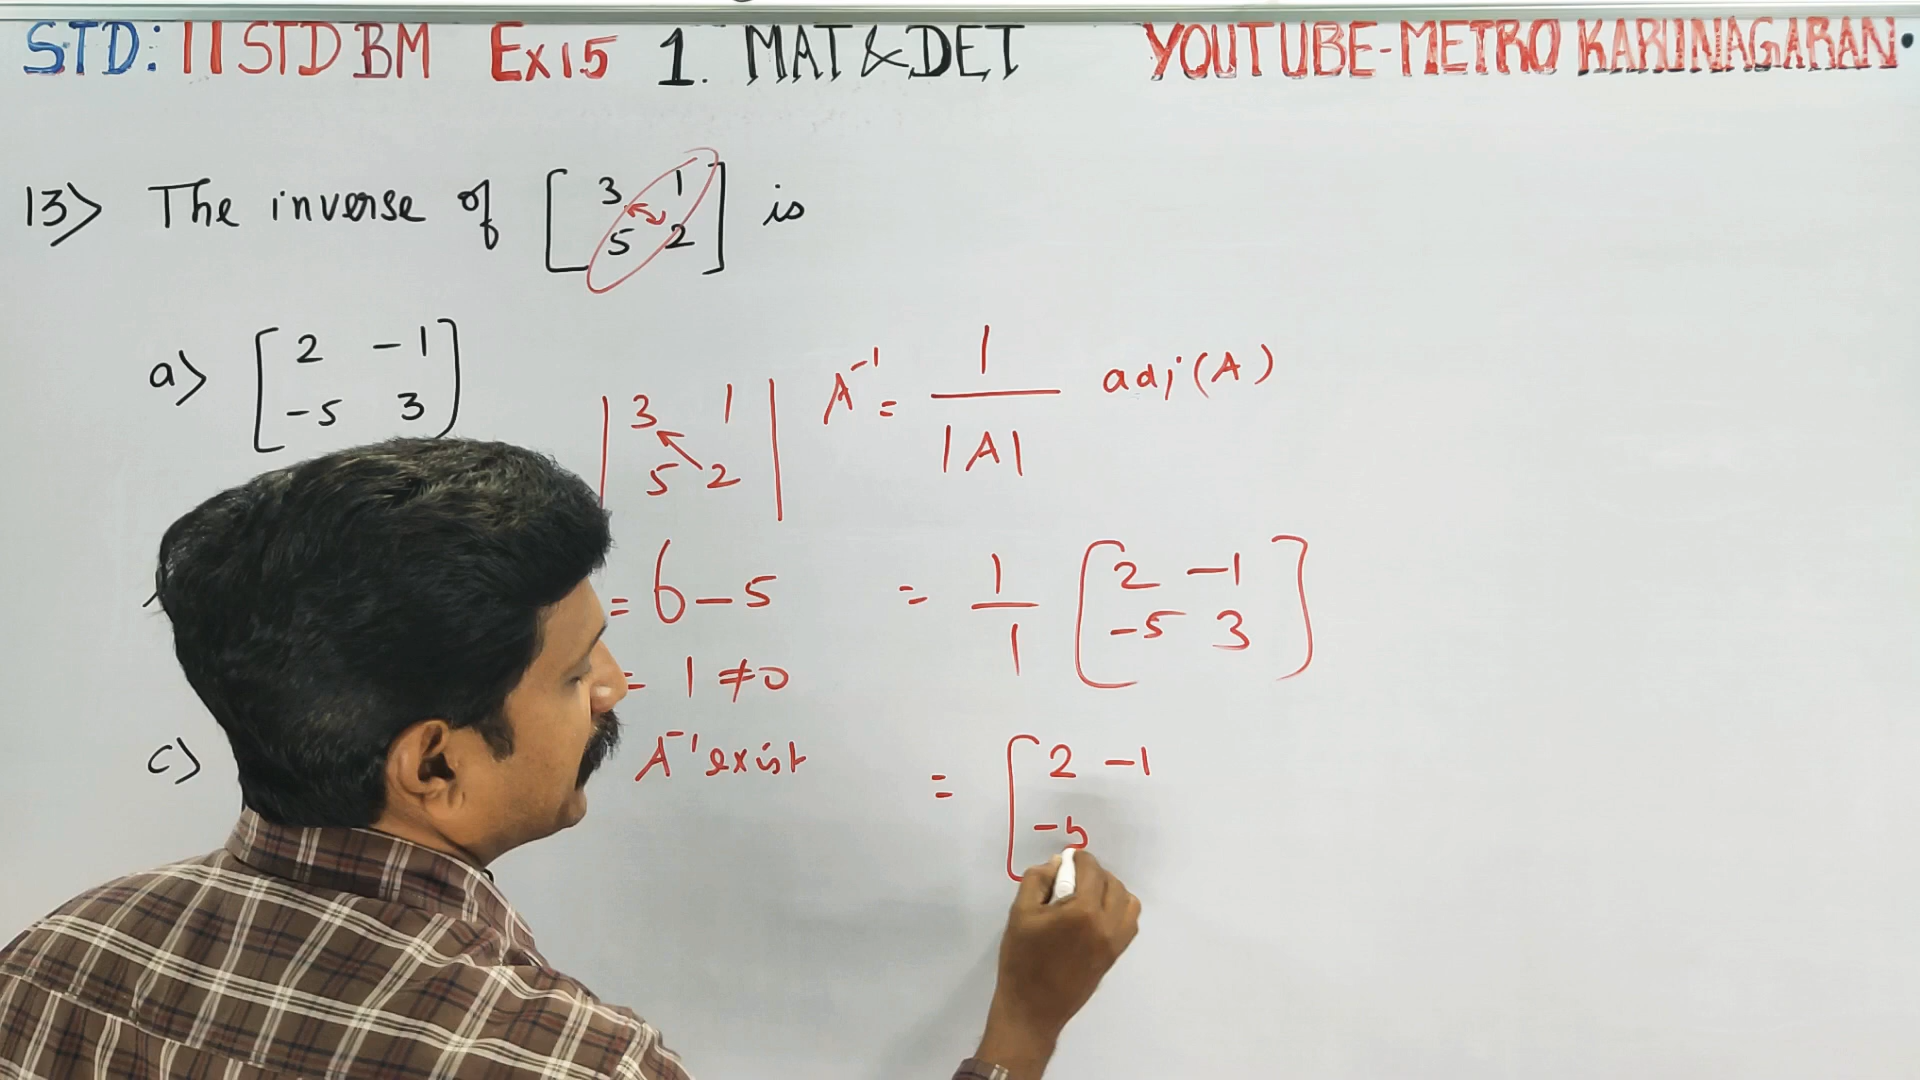 STD: 11 STD BM Ex 1.5 1. MAT & DET YOUTUBE-METRO KARUNAGARAN.
13) The inverse of [ 3 1
5 2 ] is
a) [ 2 -1
-5 3 ]
c)
| 3 1
5 2 |
= 6 - 5
= 1 ≠ 0
A⁻¹ exist
A⁻¹ = 1
|A|
adj(A)
= 1
1
[ 2 -1
-5 3 ]
= [ 2 -1
-5